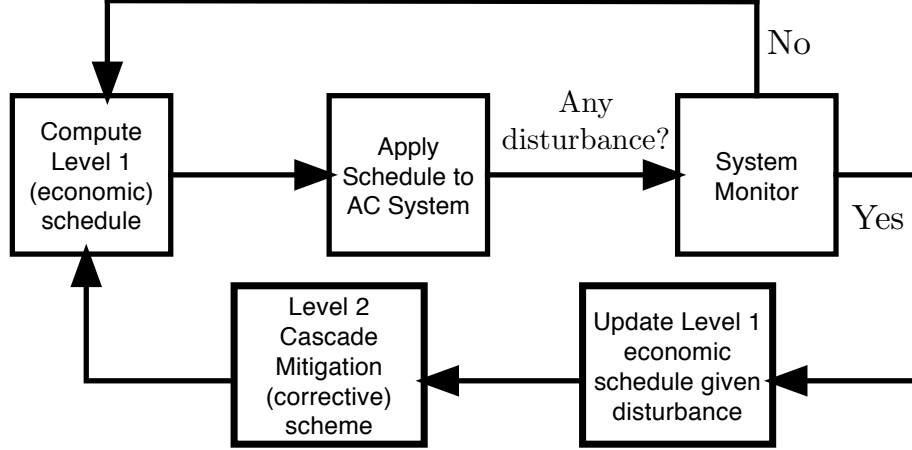 No
Compute
Level 1
(economic)
schedule
Apply
Schedule to
AC System
Any
disturbance?
System
Monitor
Yes
Level 2
Cascade
Mitigation
(corrective)
scheme
Update Level 1
economic
schedule given
disturbance